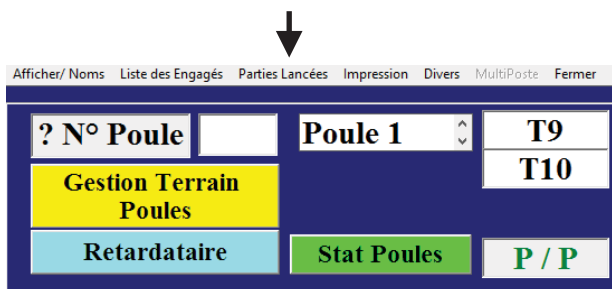 Afficher/ Noms Liste des Engagés Parties Lancées Impression Divers MultiPoste Fermer
? N° Poule Poule 1 T9
T10
Gestion Terrain
Poules
Retardataire Stat Poules P / P